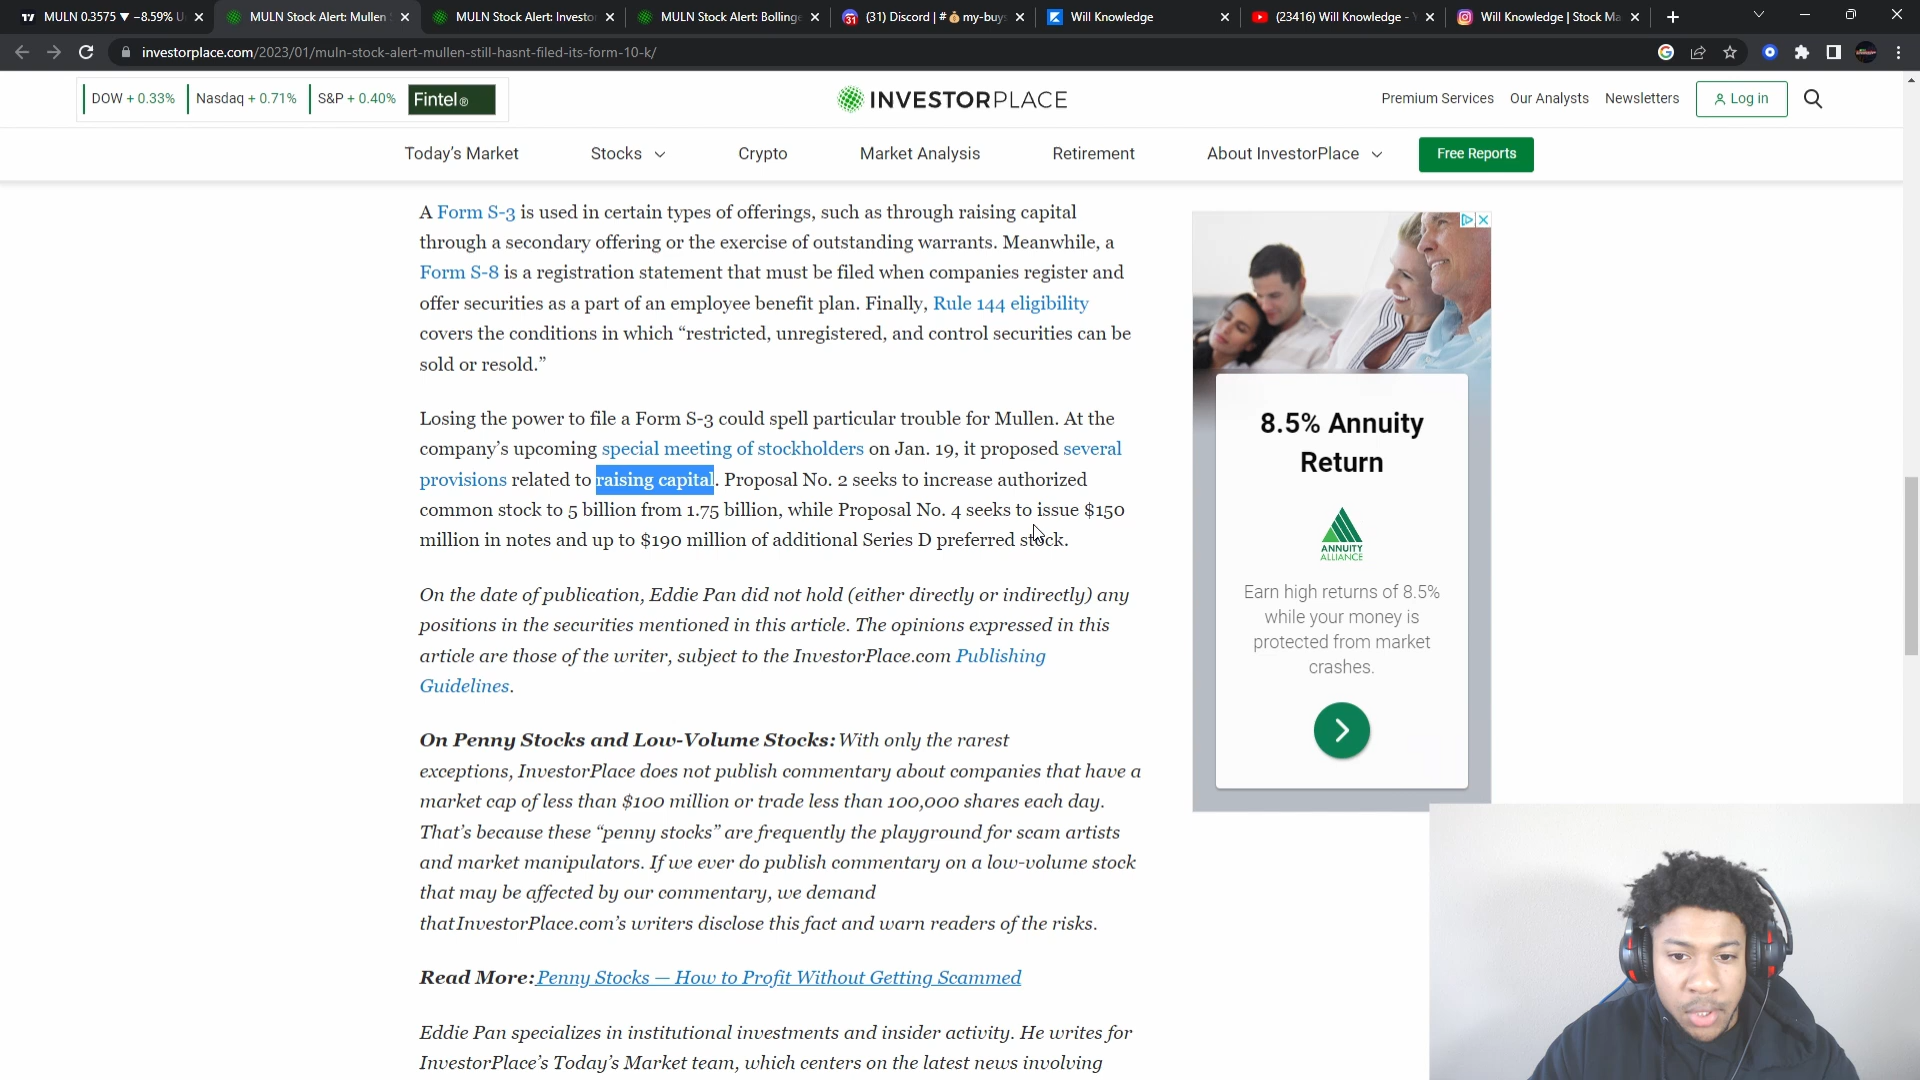 MULN 0.3575 ▼ −8.59% U
MULN Stock Alert: Mullen
MULN Stock Alert: Investor
MULN Stock Alert: Bollinge
(31) Discord | #💰my-buy
Will Knowledge
(23416) Will Knowledge -
Will Knowledge | Stock Ma
investorplace.com/2023/01/muln-stock-alert-mullen-still-hasnt-filed-its-form-10-k/
DOW + 0.33%
Nasdaq + 0.71%
S&P + 0.40%
Fintel®
INVESTORPLACE
Premium Services
Our Analysts
Newsletters
Log in
Today's Market
Stocks
Crypto
Market Analysis
Retirement
About InvestorPlace
Free Reports
A Form S-3 is used in certain types of offerings, such as through raising capital
through a secondary offering or the exercise of outstanding warrants. Meanwhile, a
Form S-8 is a registration statement that must be filed when companies register and
offer securities as a part of an employee benefit plan. Finally, Rule 144 eligibility
covers the conditions in which “restricted, unregistered, and control securities can be
sold or resold.”
Losing the power to file a Form S-3 could spell particular trouble for Mullen. At the
company’s upcoming special meeting of stockholders on Jan. 19, it proposed several
provisions related to raising capital. Proposal No. 2 seeks to increase authorized
common stock to 5 billion from 1.75 billion, while Proposal No. 4 seeks to issue $150
million in notes and up to $190 million of additional Series D preferred stock.
On the date of publication, Eddie Pan did not hold (either directly or indirectly) any
positions in the securities mentioned in this article. The opinions expressed in this
article are those of the writer, subject to the InvestorPlace.com Publishing
Guidelines.
On Penny Stocks and Low-Volume Stocks: With only the rarest
exceptions, InvestorPlace does not publish commentary about companies that have a
market cap of less than $100 million or trade less than 100,000 shares each day.
That’s because these “penny stocks” are frequently the playground for scam artists
and market manipulators. If we ever do publish commentary on a low-volume stock
that may be affected by our commentary, we demand
thatInvestorPlace.com’s writers disclose this fact and warn readers of the risks.
Read More: Penny Stocks — How to Profit Without Getting Scammed
Eddie Pan specializes in institutional investments and insider activity. He writes for
InvestorPlace’s Today’s Market team, which centers on the latest news involving
8.5% Annuity
Return
ANNUITY
ALLIANCE
Earn high returns of 8.5%
while your money is
protected from market
crashes.